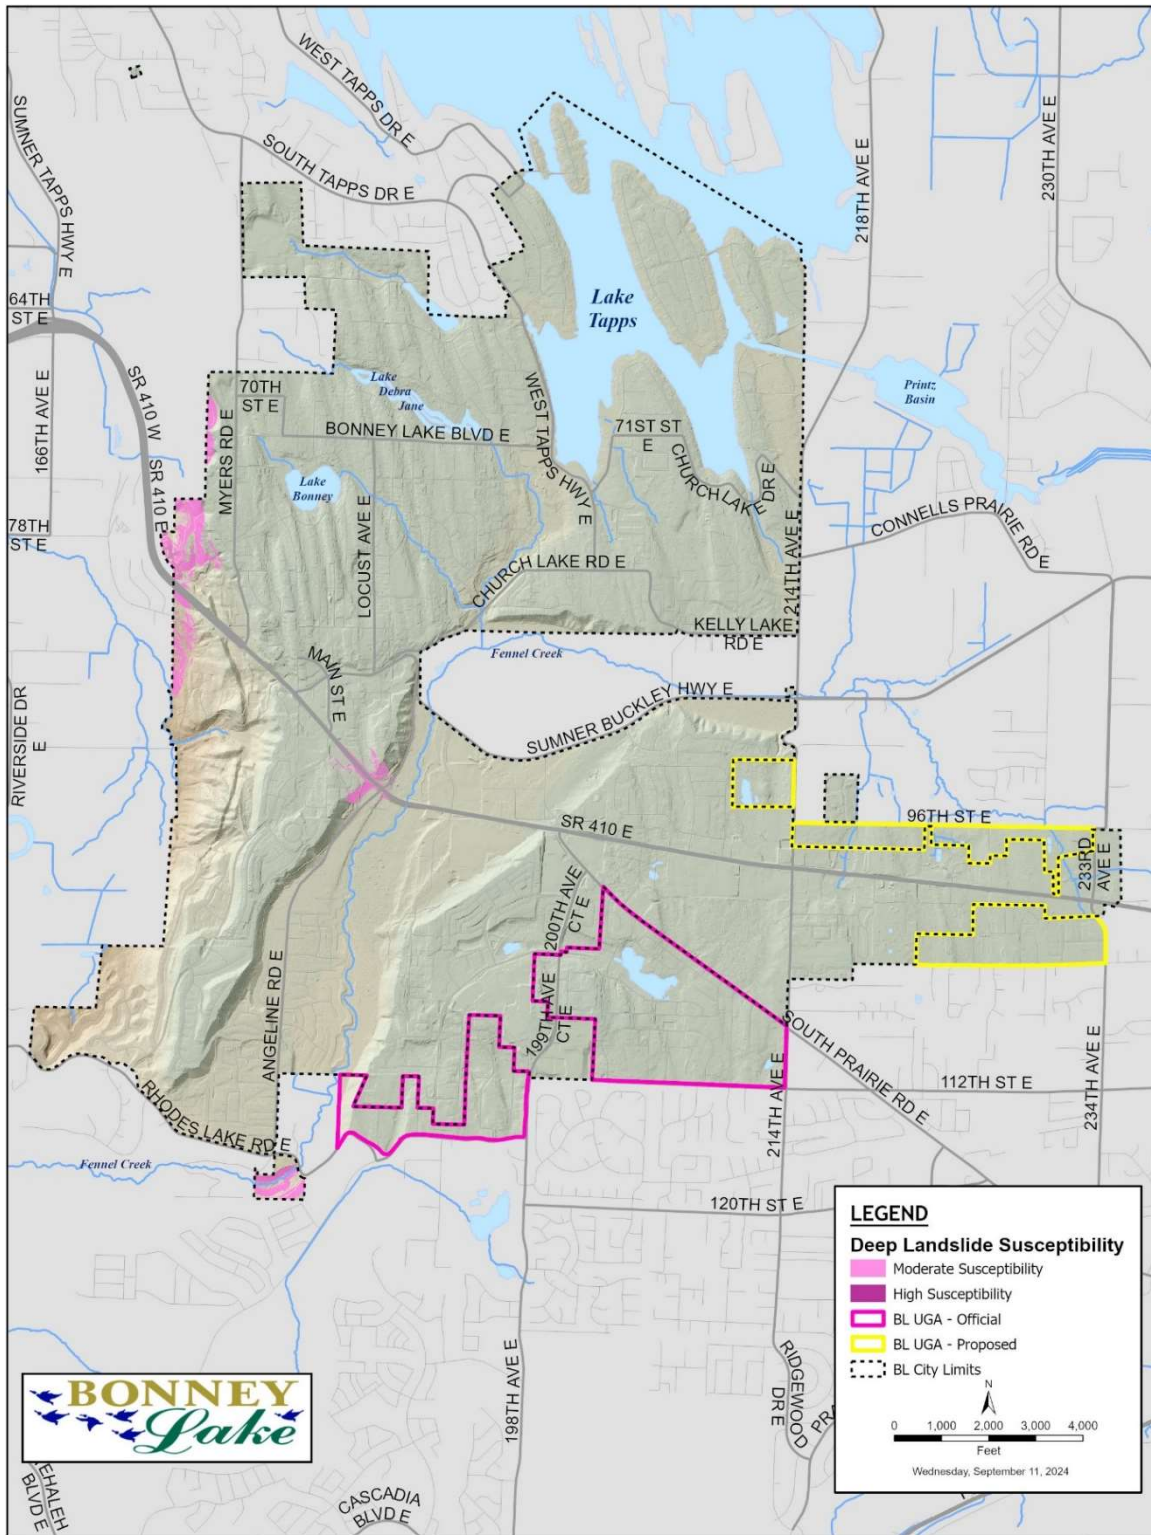 WEST TAPPS DR E
SUMNER TAPPS HWY E
SOUTH TAPPS DR E
218TH AVE E
230TH AVE E
64TH
ST E
Lake
Tapps
166TH AVE E
SR 410 W
SR 410 E
MYERS RD E
70TH
ST E
Lake
Debra
Jane
BONNEY LAKE BLVD E
WEST TAPPS HWY E
71ST ST
E
CHURCH LAKE
DR E
Printz
Basin
Lake
Bonney
LOCUST AVE E
78TH
ST E
CHURCH LAKE RD E
214TH AVE E
CONNELLS PRAIRIE RD E
KELLY LAKE
RD E
Fennel Creek
MAIN ST E
SUMNER BUCKLEY HWY E
RIVERSIDE DR
E
SR 410 E
96TH ST E
233RD
AVE E
200TH AVE
CT E
199TH AVE
CT E
ANGELINE RD E
SOUTH PRAIRIE RD E
214TH AVE E
112TH ST E
234TH AVE E
RHODES LAKE RD E
Fennel Creek
120TH ST E
198TH AVE E
RIDGEWOOD
DR E
CASCADIA
BLVD E
BLVD E
BONNEY
Lake
LEGEND
Deep Landslide Susceptibility
Moderate Susceptibility
High Susceptibility
BL UGA - Official
BL UGA - Proposed
BL City Limits
N
0 1,000 2,000 3,000 4,000
Feet
Wednesday, September 11, 2024